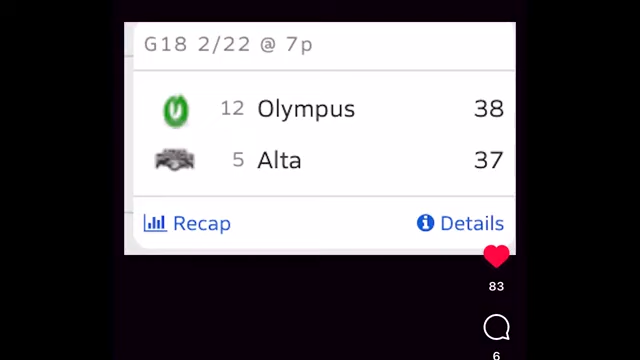 G18 2/22 @ 7p
12 Olympus 38
5 Alta 37
Recap Details
83
6